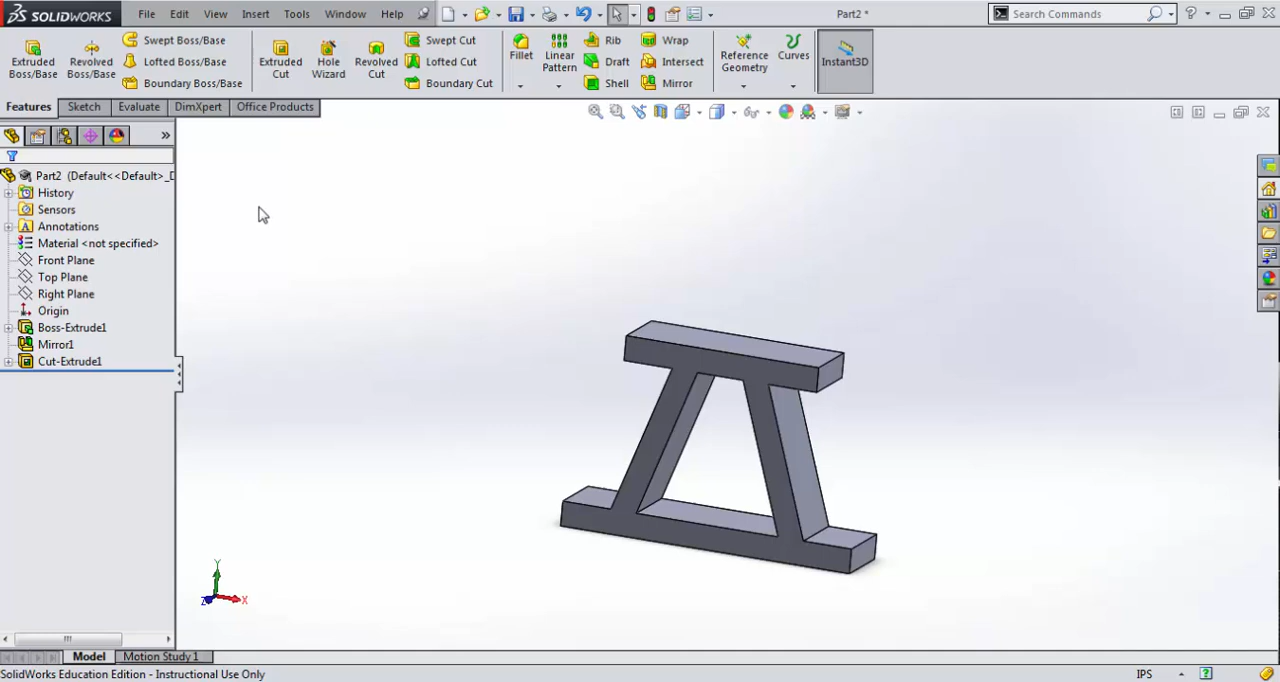 SOLIDWORKS File Edit View Insert Tools Window Help Part2 * Search Commands
Extruded Boss/Base
Revolved Boss/Base
Swept Boss/Base
Lofted Boss/Base
Boundary Boss/Base
Extruded Cut
Hole Wizard
Revolved Cut
Swept Cut
Lofted Cut
Boundary Cut
Fillet
Linear Pattern
Rib
Draft
Shell
Wrap
Intersect
Mirror
Reference Geometry
Curves
Instant3D
Features Sketch Evaluate DimXpert Office Products
Part2 (Default<<Default>_D
History
Sensors
Annotations
Material <not specified>
Front Plane
Top Plane
Right Plane
Origin
Boss-Extrude1
Mirror1
Cut-Extrude1
Y
Z X
Model Motion Study 1
SolidWorks Education Edition - Instructional Use Only IPS